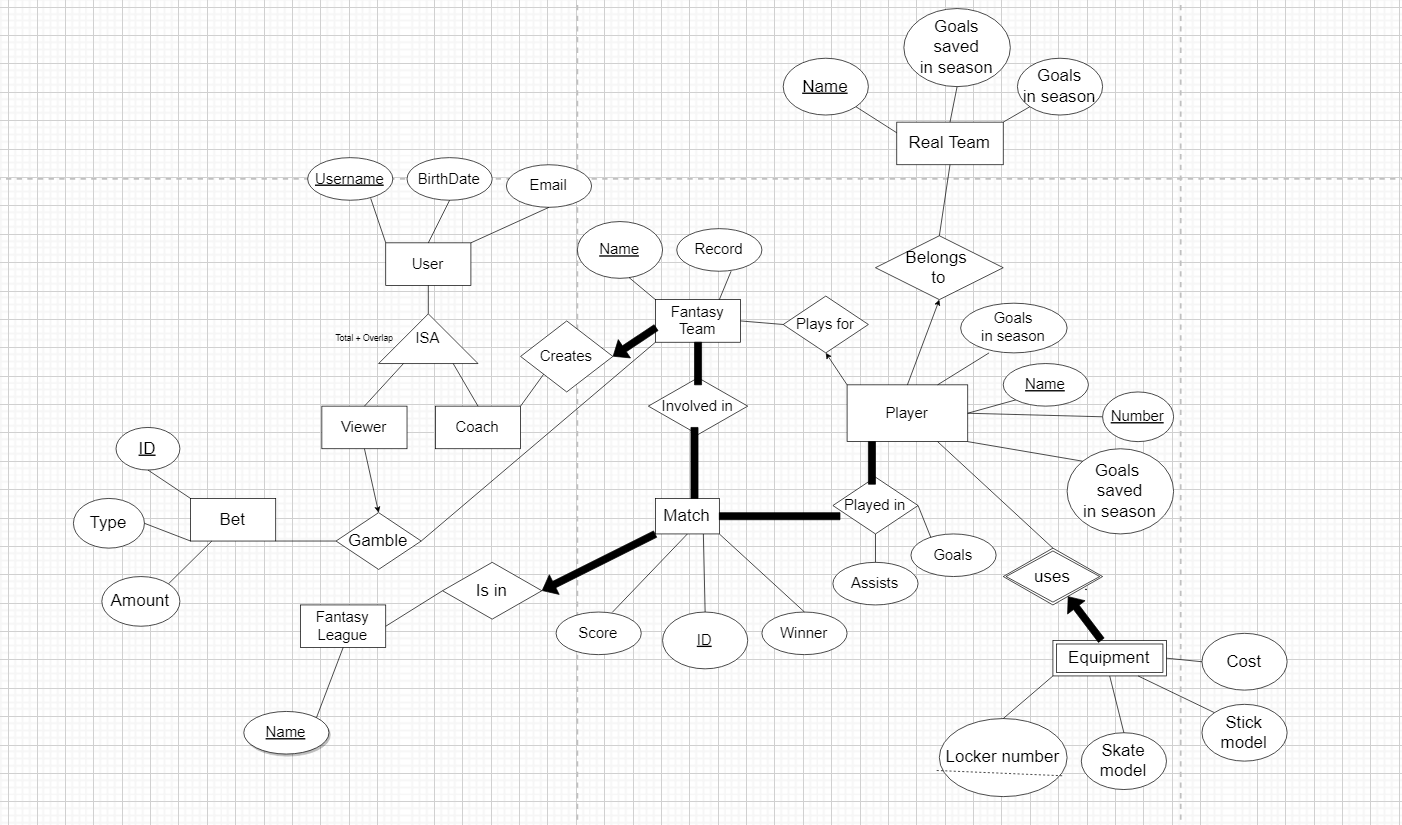 Goals
saved
in season
Name
Goals
in season
Real Team
Username
BirthDate
Email
User
Name
Record
Belongs
to
Fantasy
Team
Plays for
Goals
in season
Total + Overlap
ISA
Creates
Name
Number
Player
Involved in
Viewer
Coach
ID
Goals
saved
in season
Type
Bet
Match
Played in
Gamble
Goals
Assists
uses
Is in
Amount
Fantasy
League
Score
ID
Winner
Equipment
Cost
Name
Locker number
Skate
model
Stick
model